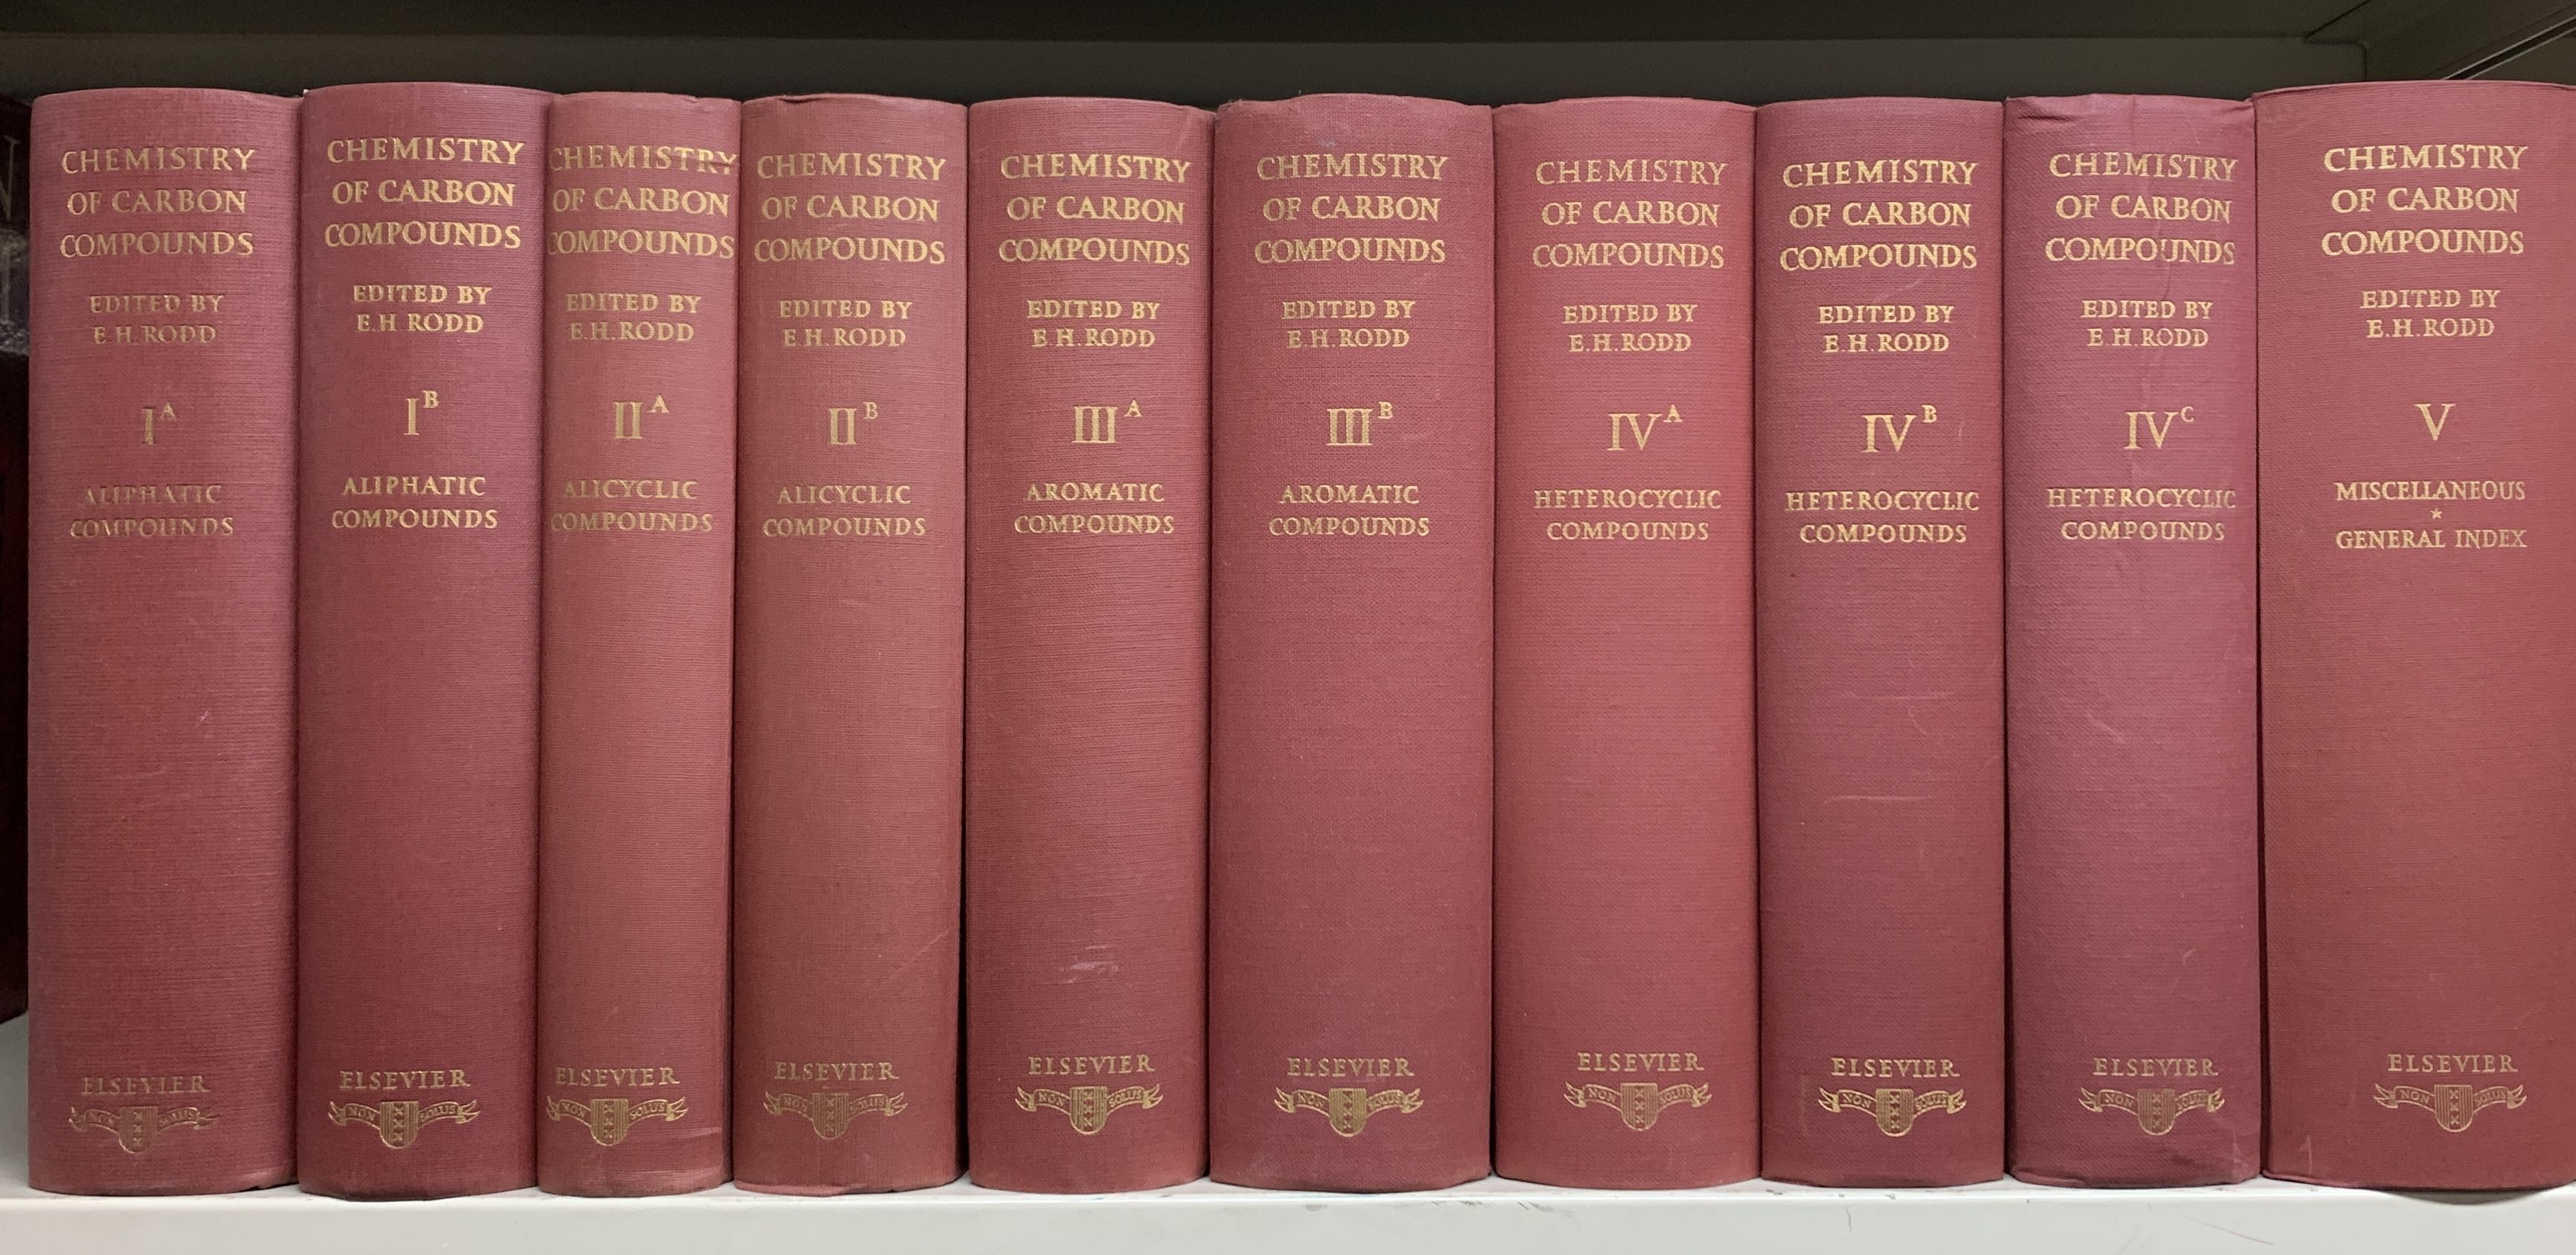 CHEMISTRY
OF CARBON
COMPOUNDS
EDITED BY
E.H.RODD
I A
ALIPHATIC
COMPOUNDS
ELSEVIER
NON SOLUS
CHEMISTRY
OF CARBON
COMPOUNDS
EDITED BY
E.H.RODD
I B
ALIPHATIC
COMPOUNDS
ELSEVIER
NON SOLUS
CHEMISTRY
OF CARBON
COMPOUNDS
EDITED BY
E.H.RODD
II A
ALICYCLIC
COMPOUNDS
ELSEVIER
NON SOLUS
CHEMISTRY
OF CARBON
COMPOUNDS
EDITED BY
E.H.RODD
II B
ALICYCLIC
COMPOUNDS
ELSEVIER
NON SOLUS
CHEMISTRY
OF CARBON
COMPOUNDS
EDITED BY
E.H.RODD
III A
AROMATIC
COMPOUNDS
ELSEVIER
NON SOLUS
CHEMISTRY
OF CARBON
COMPOUNDS
EDITED BY
E.H.RODD
III B
AROMATIC
COMPOUNDS
ELSEVIER
NON SOLUS
CHEMISTRY
OF CARBON
COMPOUNDS
EDITED BY
E.H.RODD
IV A
HETEROCYCLIC
COMPOUNDS
ELSEVIER
NON SOLUS
CHEMISTRY
OF CARBON
COMPOUNDS
EDITED BY
E.H.RODD
IV B
HETEROCYCLIC
COMPOUNDS
ELSEVIER
NON SOLUS
CHEMISTRY
OF CARBON
COMPOUNDS
EDITED BY
E.H.RODD
IV C
HETEROCYCLIC
COMPOUNDS
ELSEVIER
NON SOLUS
CHEMISTRY
OF CARBON
COMPOUNDS
EDITED BY
E.H.RODD
V
MISCELLANEOUS
*
GENERAL INDEX
ELSEVIER
NON SOLUS